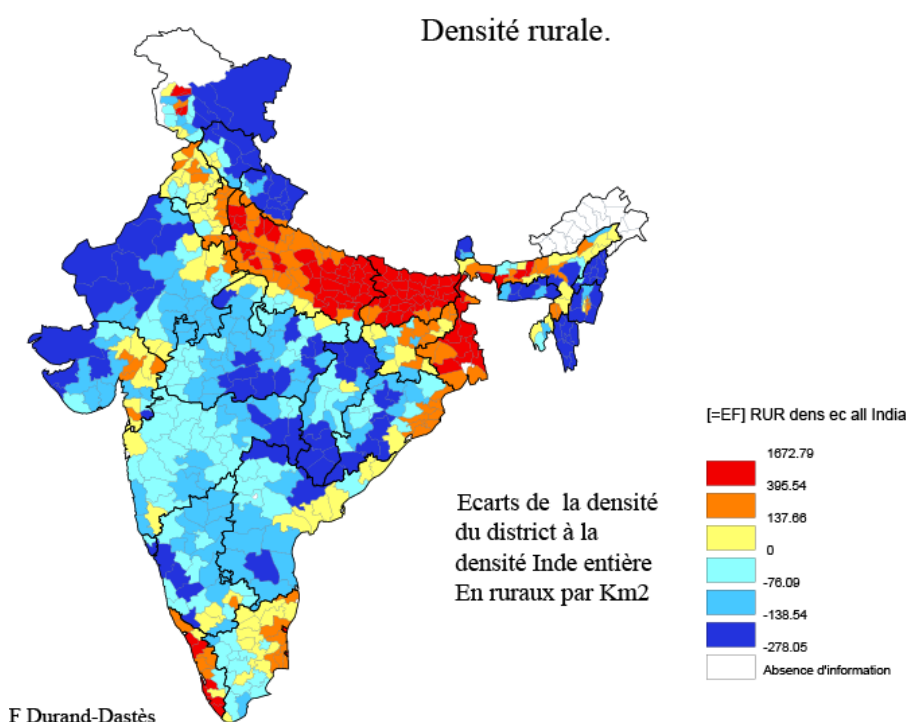 Densité rurale.
[=EF] RUR dens ec all India
1672.79
395.54
137.66
0
-76.09
-138.54
-278.05
Absence d'information
Ecarts de la densité
du district à la
densité Inde entière
En ruraux par Km2
F Durand-Dastès